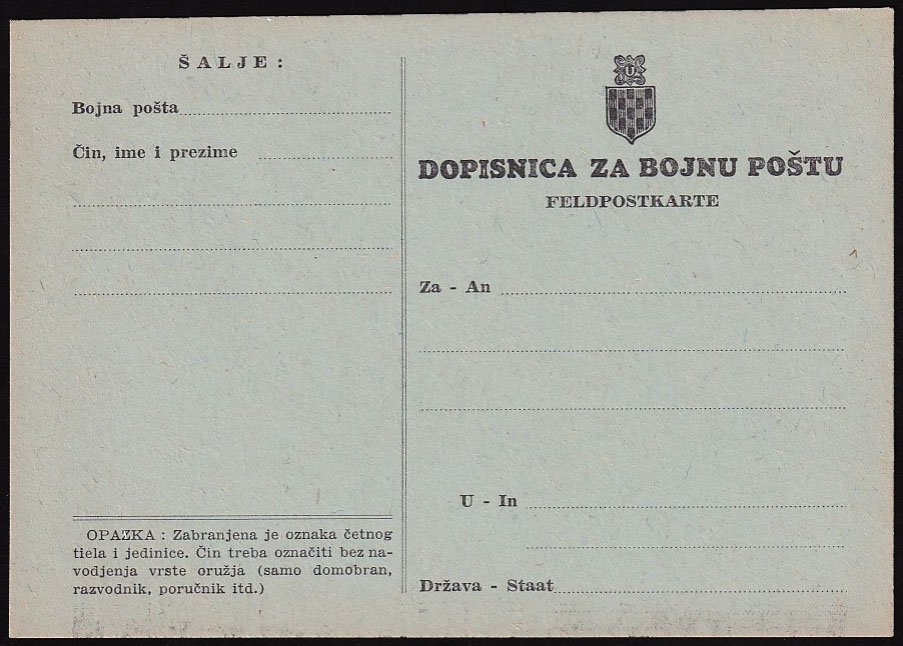 ŠALJE:
Bojna pošta
Čin, ime i prezime
OPAZKA: Zabranjena je oznaka četnog
tiela i jedinice. Čin treba označiti bez na-
vodjenja vrste oružja (samo domobran,
razvodnik, poručnik itd.)
U
DOPISNICA ZA BOJNU POŠTU
FELDPOSTKARTE
Za - An
U - In
Država - Staat